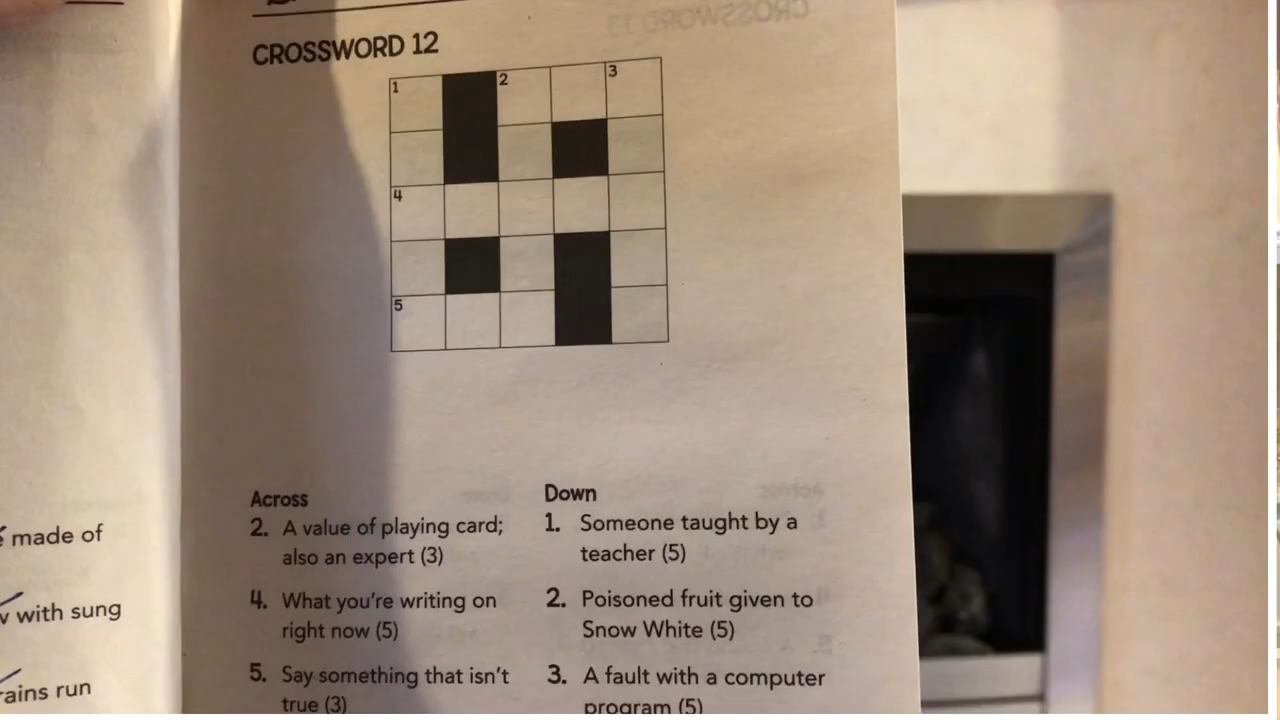 CROSSWORD 12
1 2 3
4
5
made of
with sung
rains run
Across
2. A value of playing card;
also an expert (3)
4. What you're writing on
right now (5)
5. Say something that isn't
true (3)
Down
1. Someone taught by a
teacher (5)
2. Poisoned fruit given to
Snow White (5)
3. A fault with a computer
program (5)